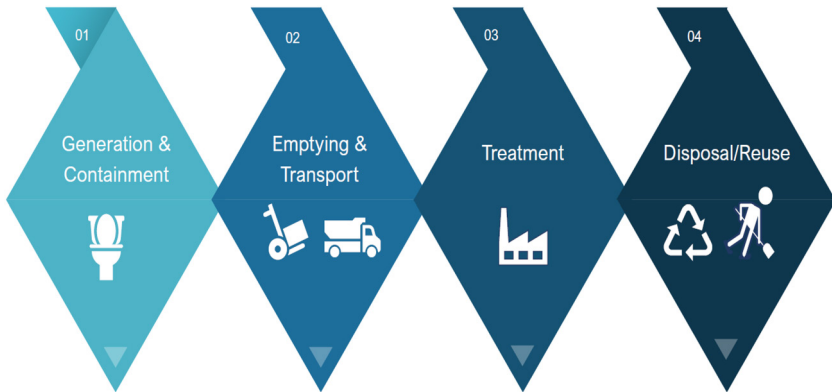 01
Generation &
Containment
02
Emptying &
Transport
03
Treatment
04
Disposal/Reuse